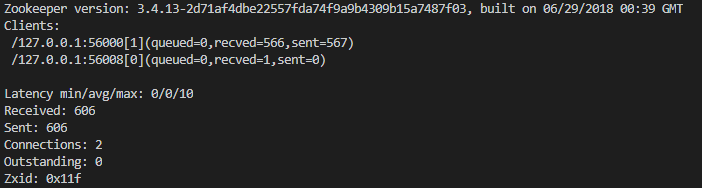 Zookeeper version: 3.4.13-2d71af4dbe22557fda74f9a9b4309b15a7487f03, built on 06/29/2018 00:39 GMT
Clients:
/127.0.0.1:56000[1](queued=0,recved=566,sent=567)
/127.0.0.1:56008[0](queued=0,recved=1,sent=0)
Latency min/avg/max: 0/0/10
Received: 606
Sent: 606
Connections: 2
Outstanding: 0
Zxid: 0x11f